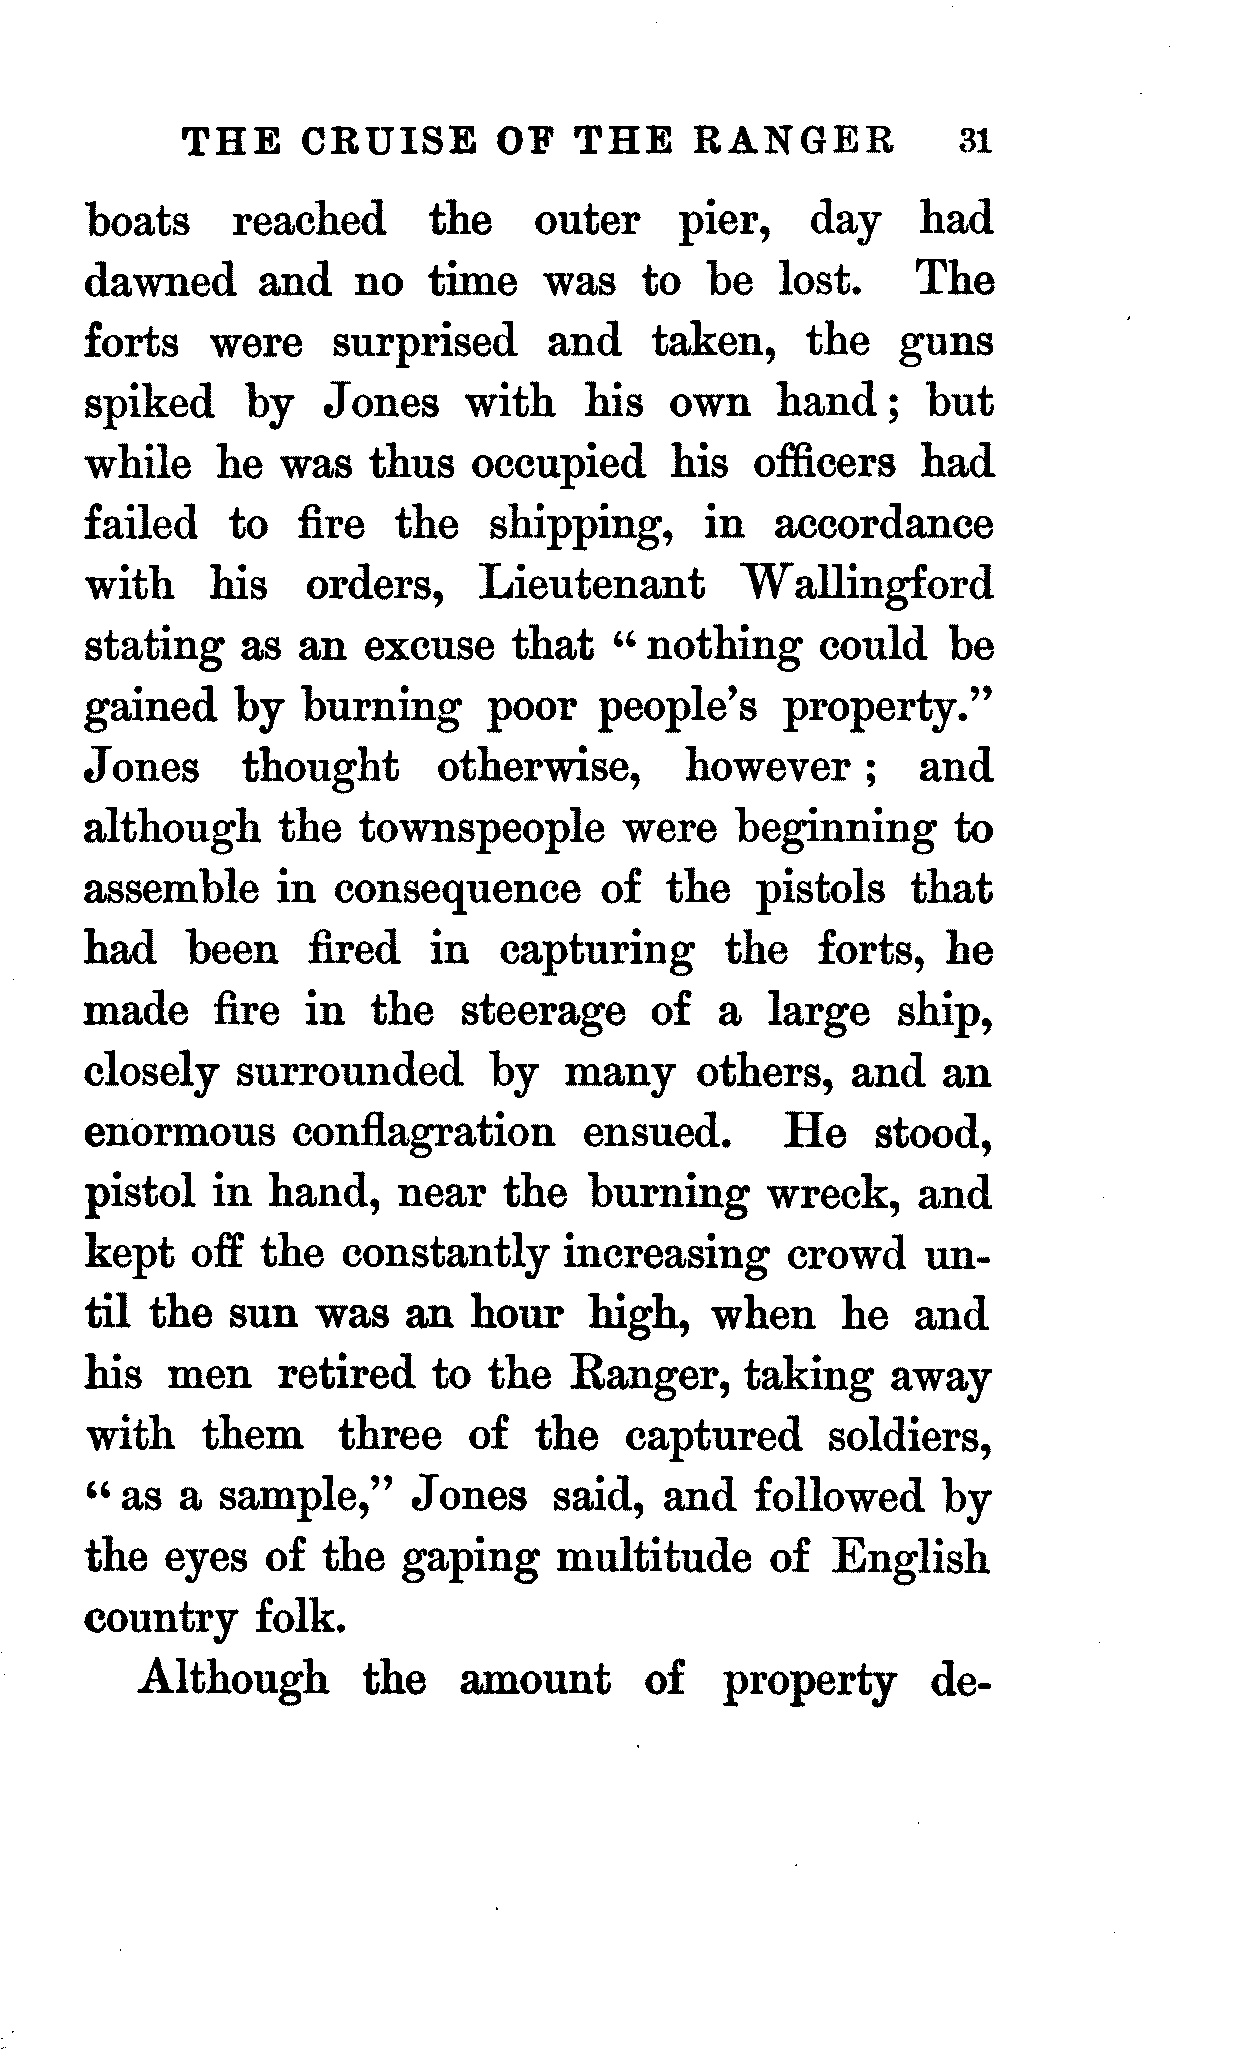 THE CRUISE OF THE RANGER 31
boats reached the outer pier, day had
dawned and no time was to be lost. The
forts were surprised and taken, the guns
spiked by Jones with his own hand; but
while he was thus occupied his officers had
failed to fire the shipping, in accordance
with his orders, Lieutenant Wallingford
stating as an excuse that “ nothing could be
gained by burning poor people's property.”
Jones thought otherwise, however ; and
although the townspeople were beginning to
assemble in consequence of the pistols that
had been fired in capturing the forts, he
made fire in the steerage of a large ship,
closely surrounded by many others, and an
enormous conflagration ensued. He stood,
pistol in hand, near the burning wreck, and
kept off the constantly increasing crowd un-
til the sun was an hour high, when he and
his men retired to the Ranger, taking away
with them three of the captured soldiers,
“ as a sample,” Jones said, and followed by
the eyes of the gaping multitude of English
country folk.
Although the amount of property de-